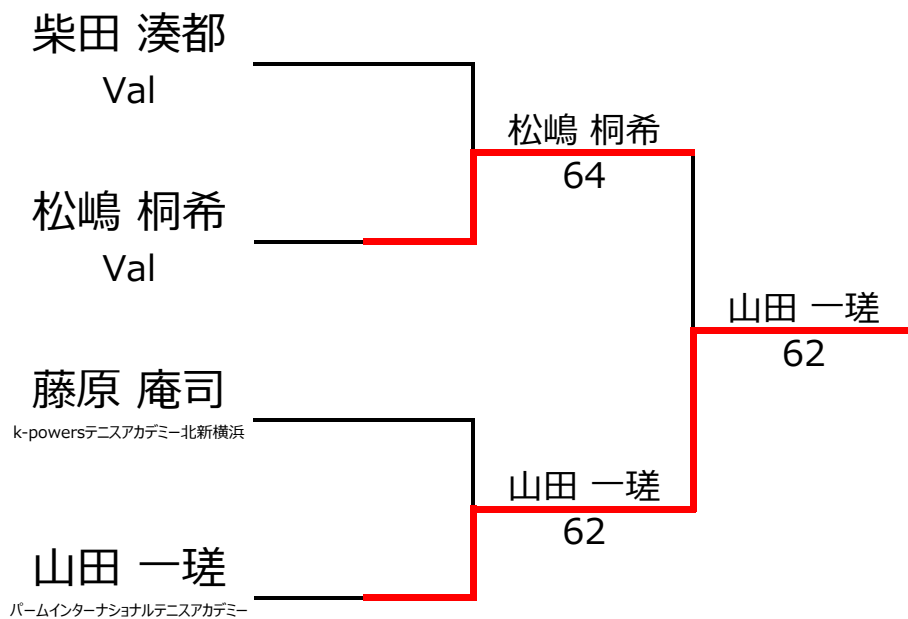 柴田 湊都
Val
松嶋 桐希
64
松嶋 桐希
Val
山田 一瑳
62
藤原 庵司
k-powersテニスアカデミー北新横浜
山田 一瑳
62
山田 一瑳
パームインターナショナルテニスアカデミー